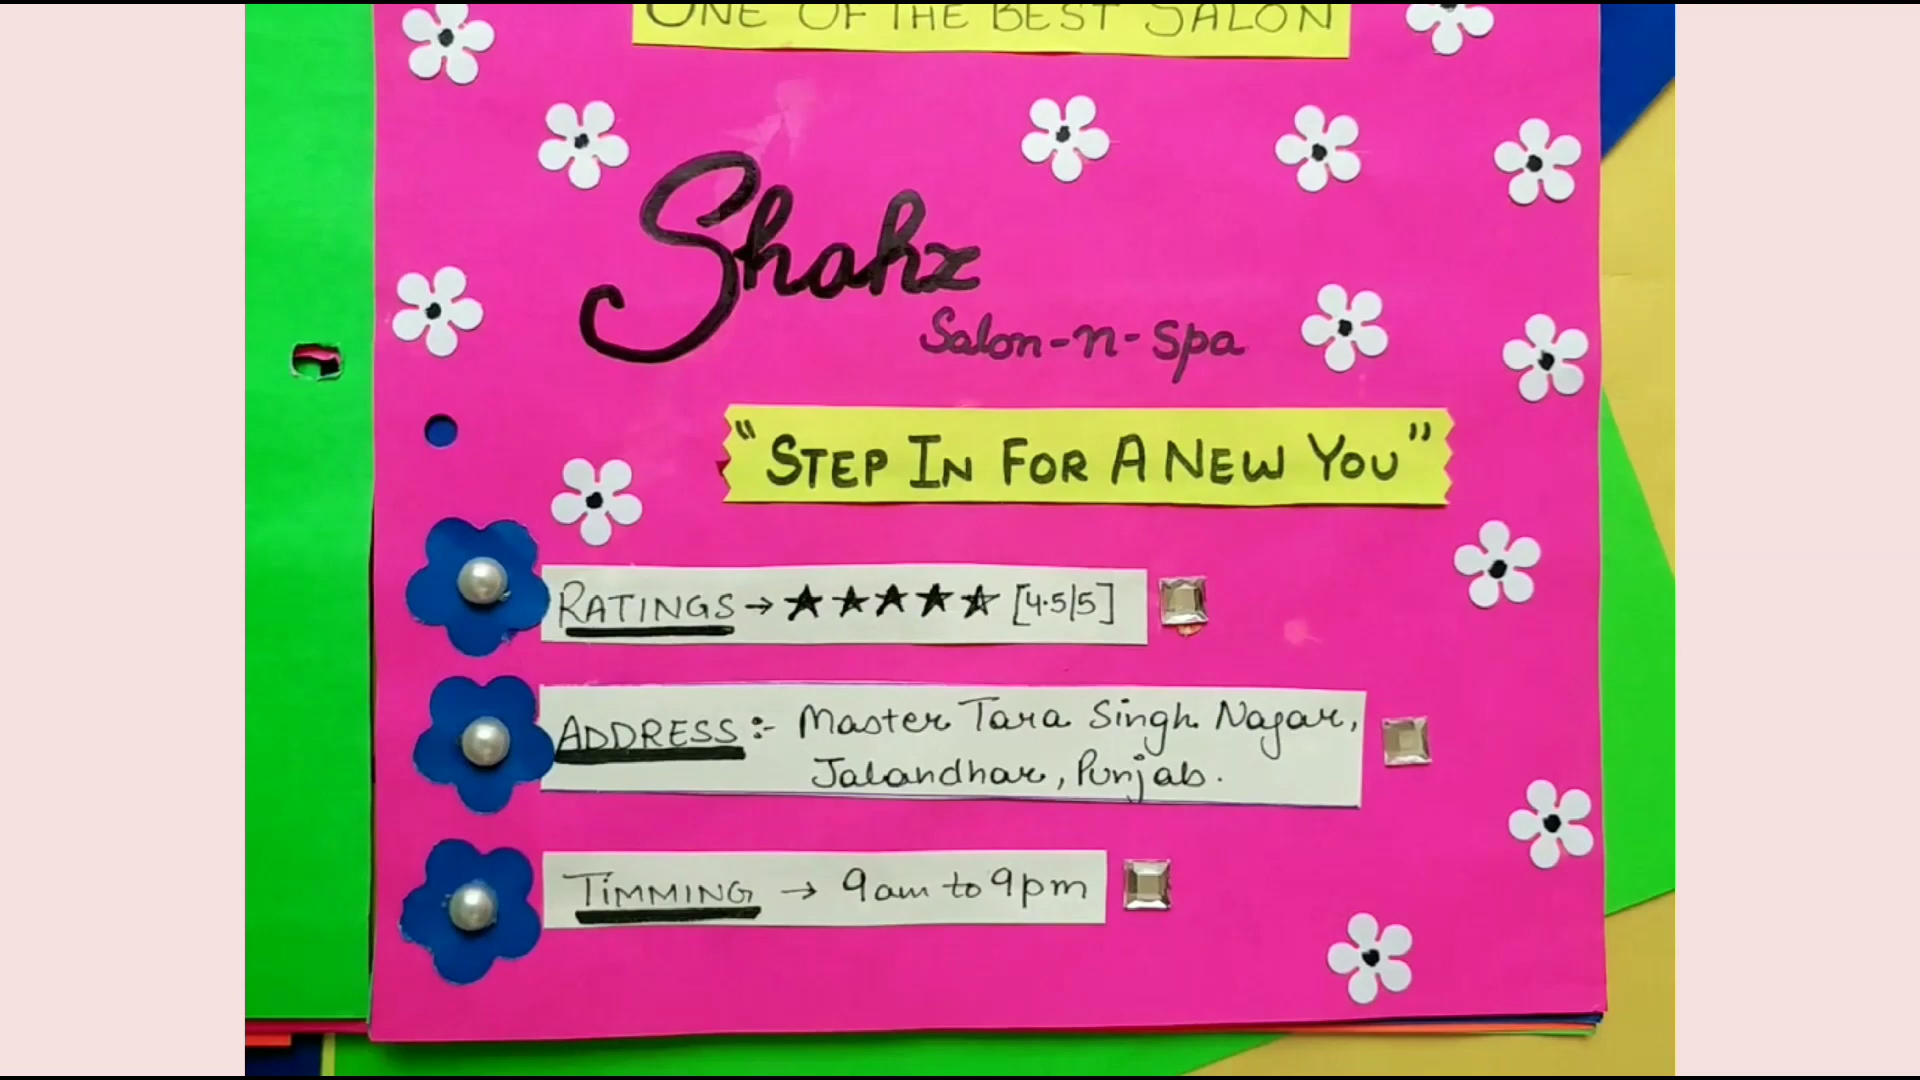 ONE OF THE BEST SALON
Shahz
Salon-n-Spa
"STEP IN FOR A NEW YOU"
RATINGS → ★★★★★ [4.5/5]
ADDRESS :- Master Tara Singh Nagar,
Jalandhar, Punjab.
TIMMING → 9am to 9pm